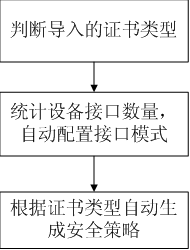 判断导入的证书类型
统计设备接口数量，
自动配置接口模式
根据证书类型自动生
成安全策略